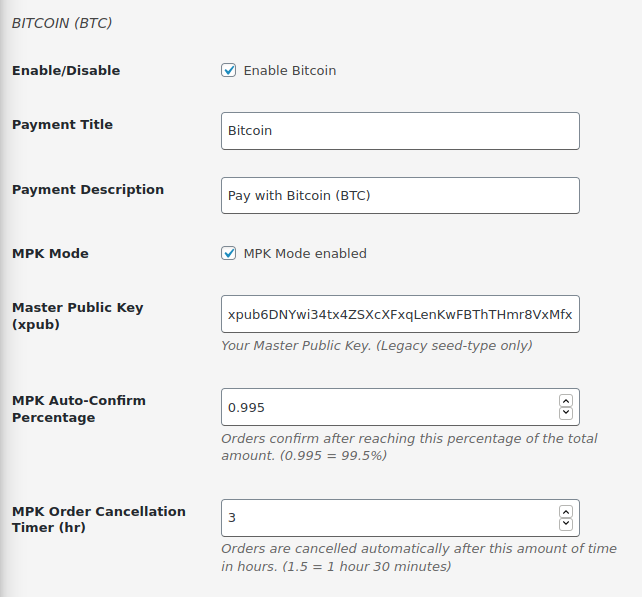 BITCOIN (BTC)
Enable/Disable
Enable Bitcoin
Payment Title
Bitcoin
Payment Description
Pay with Bitcoin (BTC)
MPK Mode
MPK Mode enabled
Master Public Key
(xpub)
xpub6DNYwi34tx4ZSXcXFxqLenKwFBThTHmr8VxMfx
Your Master Public Key. (Legacy seed-type only)
MPK Auto-Confirm
Percentage
0.995
Orders confirm after reaching this percentage of the total
amount. (0.995 = 99.5%)
MPK Order Cancellation
Timer (hr)
3
Orders are cancelled automatically after this amount of time
in hours. (1.5 = 1 hour 30 minutes)